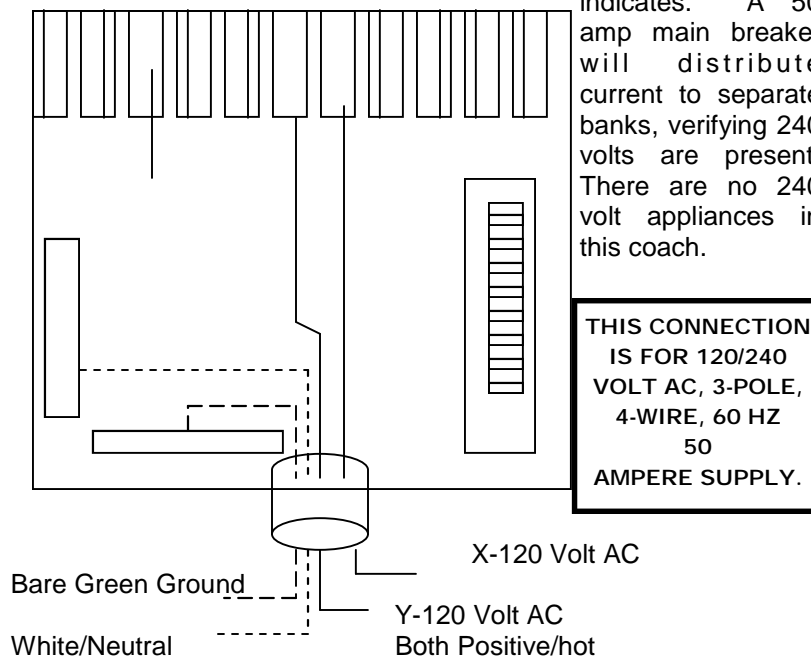 indicates. A 50
amp main breake
will distribute
current to separate
banks, verifying 240
volts are present
There are no 240
volt appliances in
this coach.
THIS CONNECTION
IS FOR 120/240
VOLT AC, 3-POLE,
4-WIRE, 60 HZ
50
AMPERE SUPPLY.
X-120 Volt AC
Bare Green Ground
Y-120 Volt AC
White/Neutral
Both Positive/hot